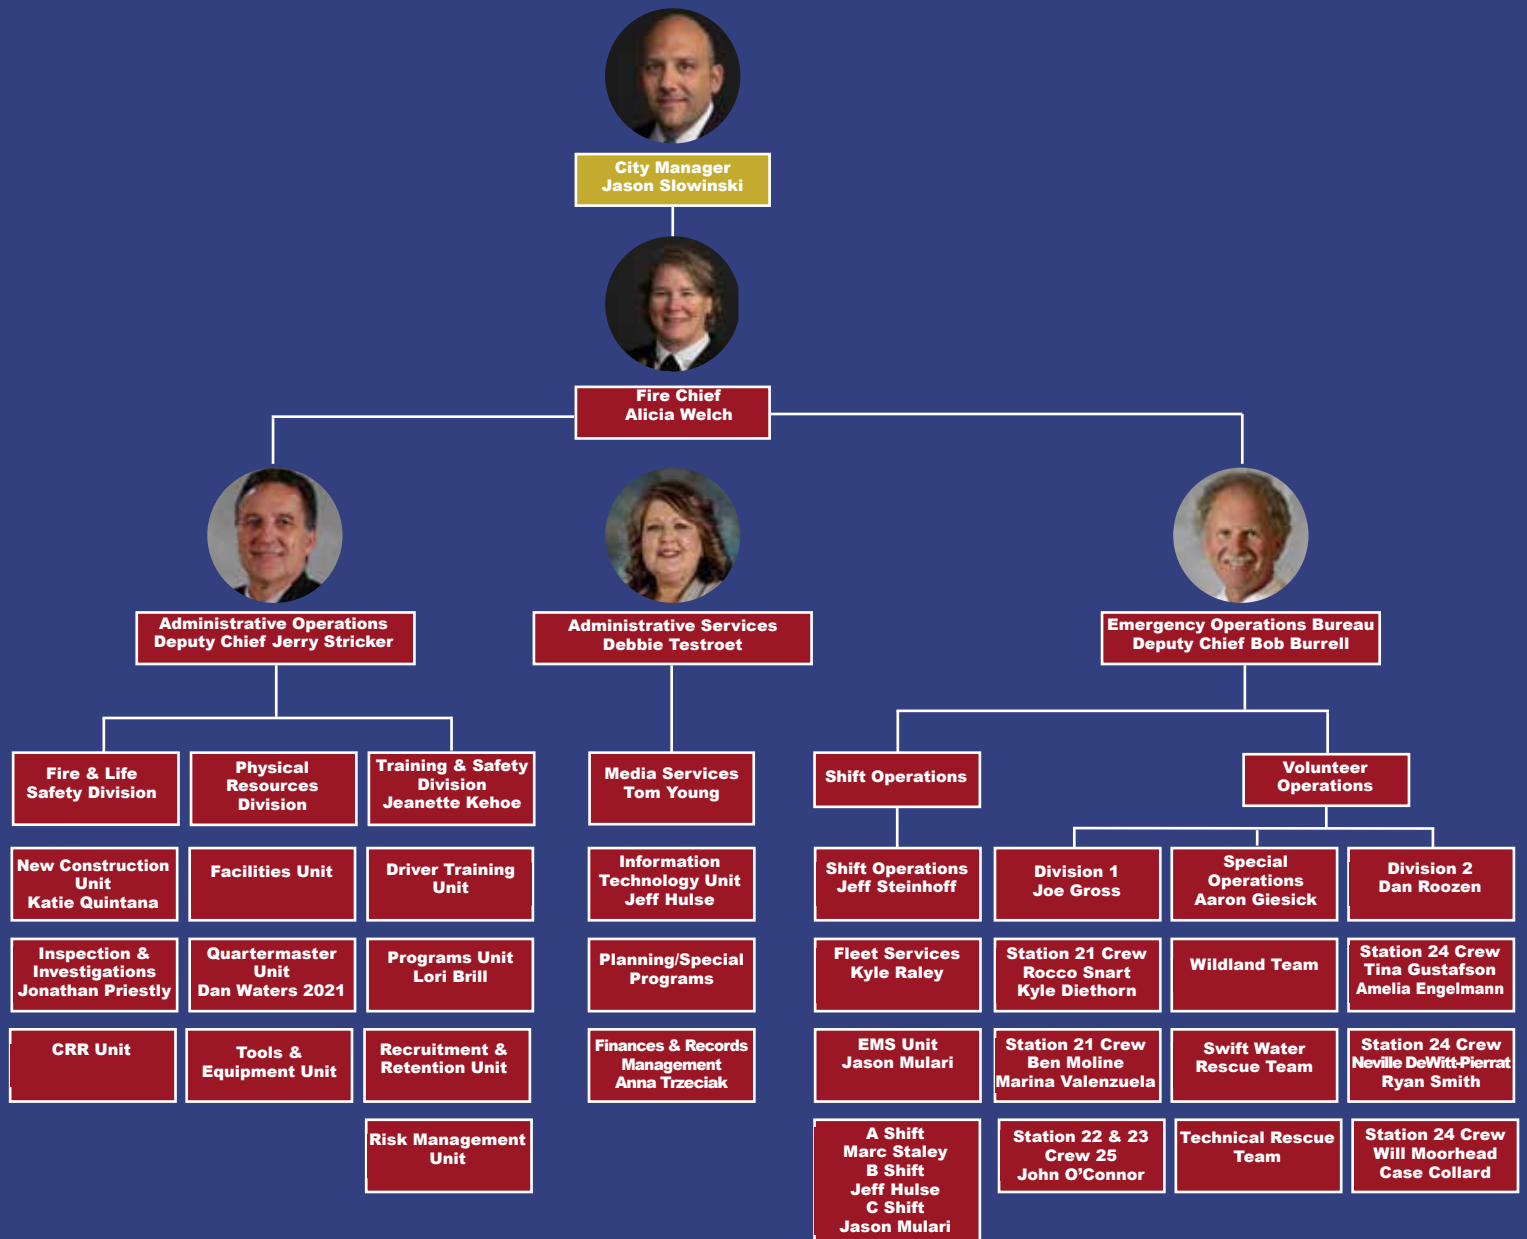 City Manager
Jason Slowinski
Fire Chief
Alicia Welch
Administrative Operations
Deputy Chief Jerry Stricker
Administrative Services
Debbie Testroet
Emergency Operations Bureau
Deputy Chief Bob Burrell
Fire & Life
Safety Division
Physical
Resources
Division
Training & Safety
Division
Jeanette Kehoe
Media Services
Tom Young
Shift Operations
Volunteer
Operations
New Construction
Unit
Katie Quintana
Facilities Unit
Driver Training
Unit
Information
Technology Unit
Jeff Hulse
Shift Operations
Jeff Steinhoff
Division 1
Joe Gross
Special
Operations
Aaron Giesick
Division 2
Dan Roozen
Inspection &
Investigations
Jonathan Priestly
Quartermaster
Unit
Dan Waters 2021
Programs Unit
Lori Brill
Planning/Special
Programs
Fleet Services
Kyle Raley
Station 21 Crew
Rocco Snart
Kyle Diethorn
Wildland Team
Station 24 Crew
Tina Gustafson
Amelia Engelmann
CRR Unit
Tools &
Equipment Unit
Recruitment &
Retention Unit
Finances & Records
Management
Anna Trzeciak
EMS Unit
Jason Mulari
Station 21 Crew
Ben Moline
Marina Valenzuela
Swift Water
Rescue Team
Station 24 Crew
Neville DeWitt-Pierrat
Ryan Smith
Risk Management
Unit
A Shift
Marc Staley
B Shift
Jeff Hulse
C Shift
Jason Mulari
Station 22 & 23
Crew 25
John O’Connor
Technical Rescue
Team
Station 24 Crew
Will Moorhead
Case Collard